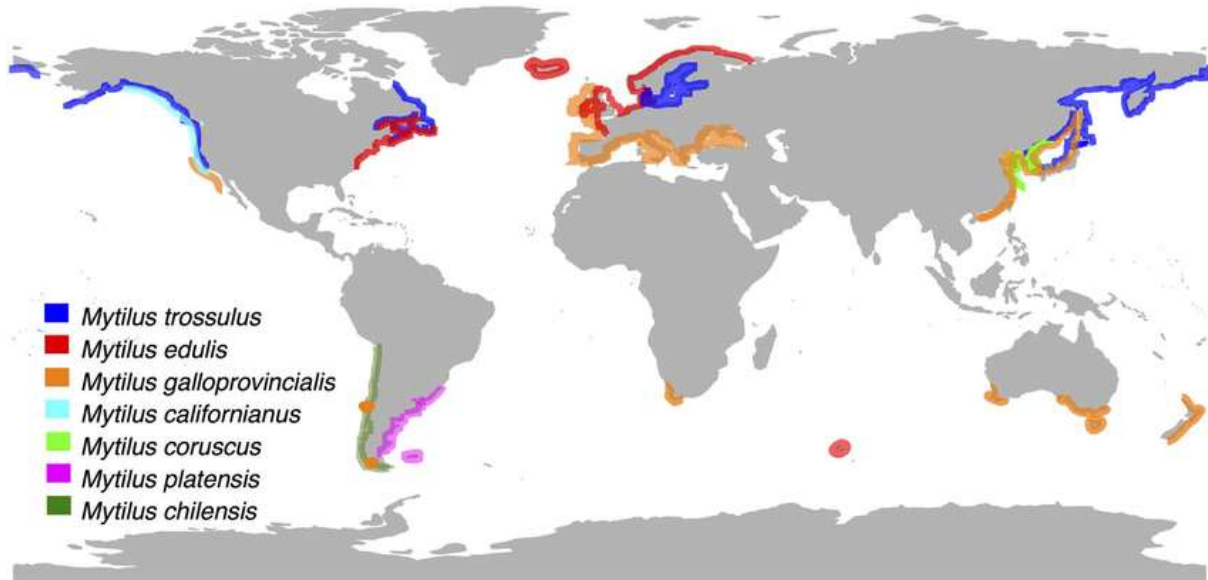 Mytilus trossulus
Mytilus edulis
Mytilus galloprovincialis
Mytilus californianus
Mytilus coruscus
Mytilus platensis
Mytilus chilensis